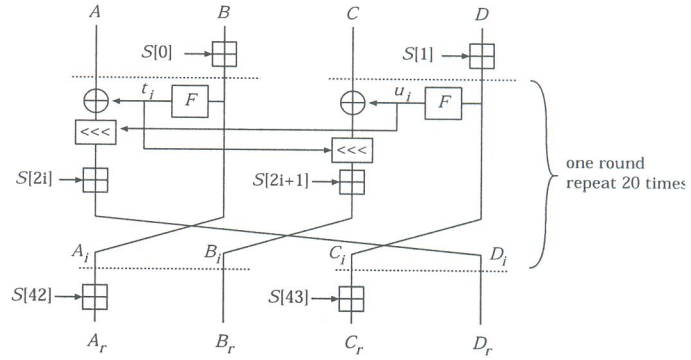 A B C D
S[0] S[1]
t_i F u_i F
<<<
<<<
S[2i] S[2i+1]
one round
repeat 20 times
A_i B_i C_i D_i
S[42] S[43]
A_r B_r C_r D_r